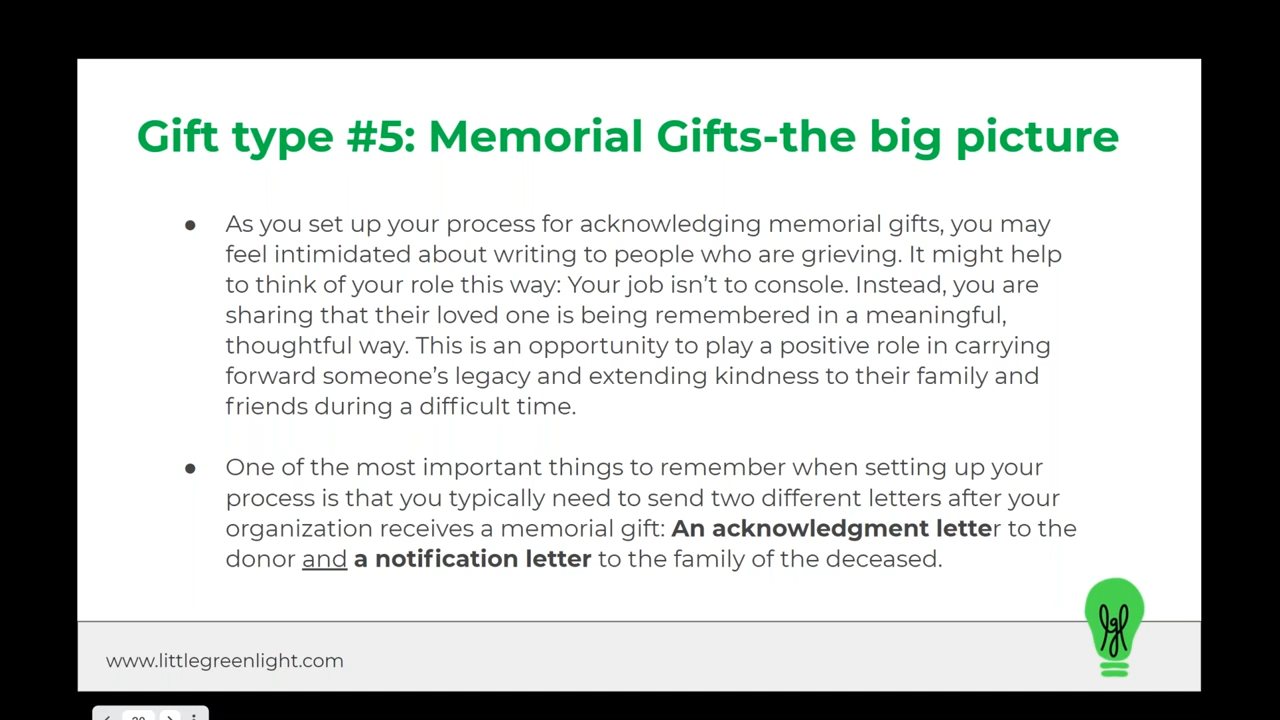 Gift type #5: Memorial Gifts-the big picture
● As you set up your process for acknowledging memorial gifts, you may
feel intimidated about writing to people who are grieving. It might help
to think of your role this way: Your job isn’t to console. Instead, you are
sharing that their loved one is being remembered in a meaningful,
thoughtful way. This is an opportunity to play a positive role in carrying
forward someone’s legacy and extending kindness to their family and
friends during a difficult time.
● One of the most important things to remember when setting up your
process is that you typically need to send two different letters after your
organization receives a memorial gift: An acknowledgment letter to the
donor and a notification letter to the family of the deceased.
lgl
www.littlegreenlight.com